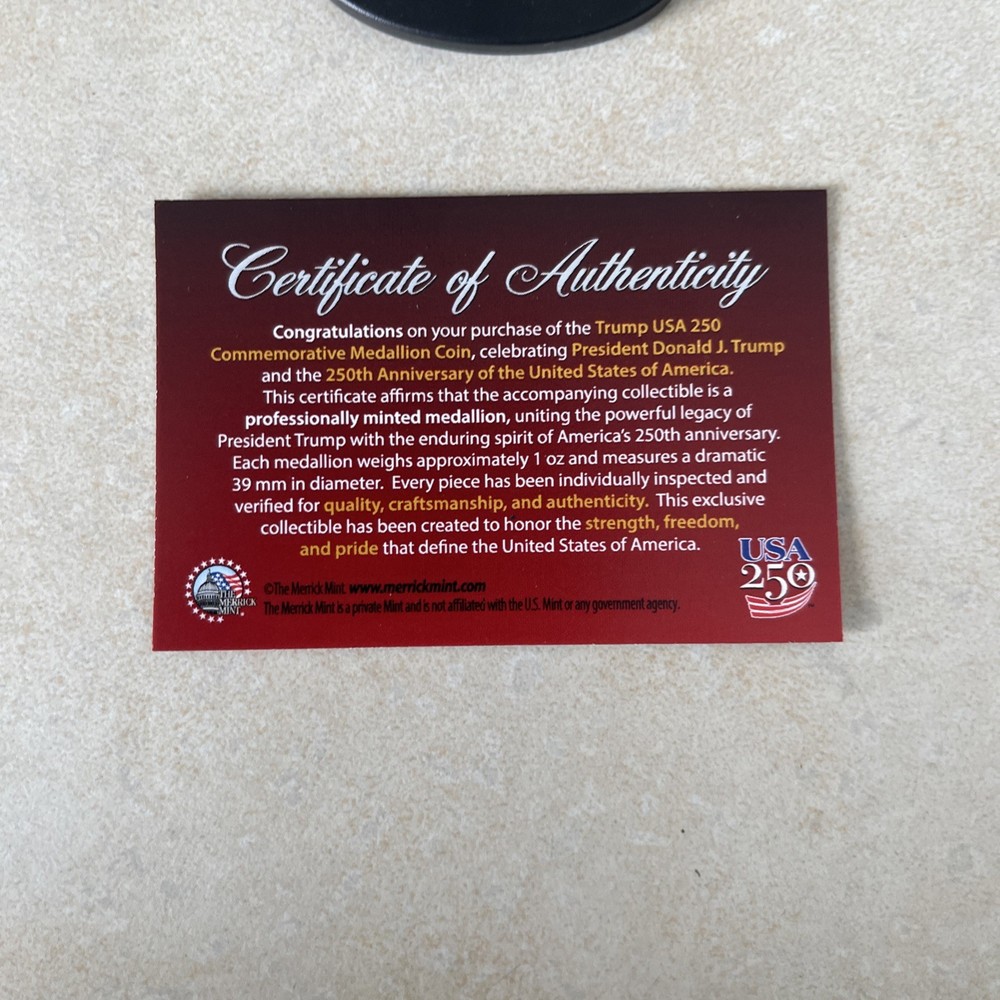 Certificate of Authenticity
Congratulations on your purchase of the Trump USA 250
Commemorative Medallion Coin, celebrating President Donald J. Trump
and the 250th Anniversary of the United States of America.
This certificate affirms that the accompanying collectible is a
professionally minted medallion, uniting the powerful legacy of
President Trump with the enduring spirit of America's 250th anniversary.
Each medallion weighs approximately 1 oz and measures a dramatic
39 mm in diameter. Every piece has been individually inspected and
verified for quality, craftsmanship, and authenticity. This exclusive
collectible has been created to honor the strength, freedom,
and pride that define the United States of America.
THE
MERRICK
MINT
©The Merrick Mint. www.merrickmint.com
The Merrick Mint is a private Mint and is not affiliated with the U.S. Mint or any government agency.
USA
250